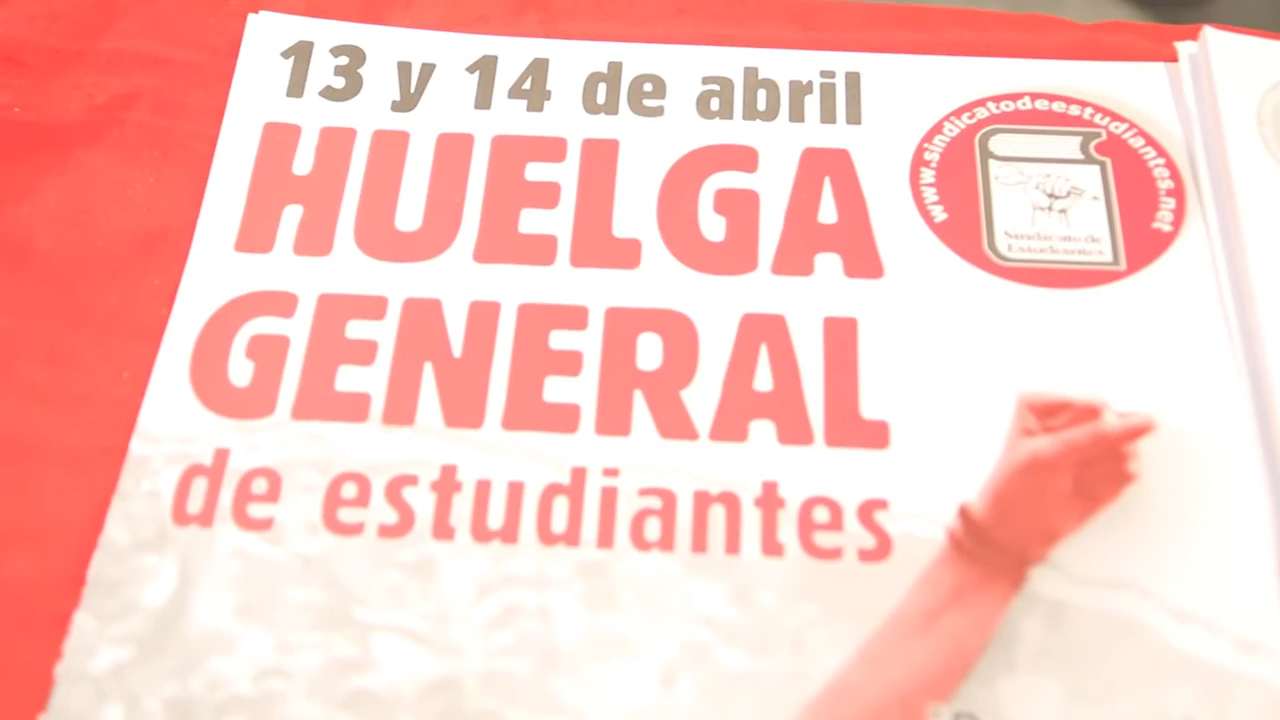 13 y 14 de abril
HUELGA
GENERAL
de estudiantes
www.sindicatodeestudiantes.net
Sindicato de
Estudiantes